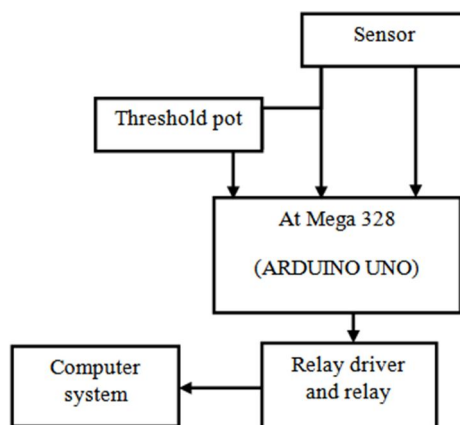 Sensor
Threshold pot
At Mega 328
(ARDUINO UNO)
Computer
system
Relay driver
and relay